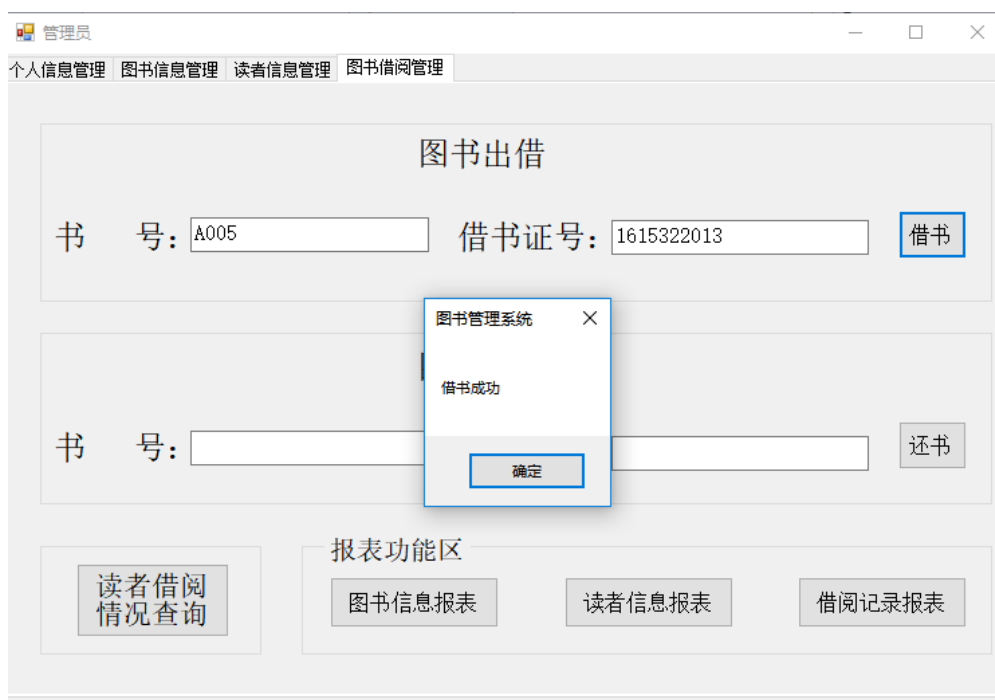 管理员
个人信息管理 图书信息管理 读者信息管理 图书借阅管理
图书出借
书 号: A005 借书证号: 1615322013 借书
图书管理系统
借书成功
确定
书 号: 还书
报表功能区
读者借阅
情况查询
图书信息报表 读者信息报表 借阅记录报表